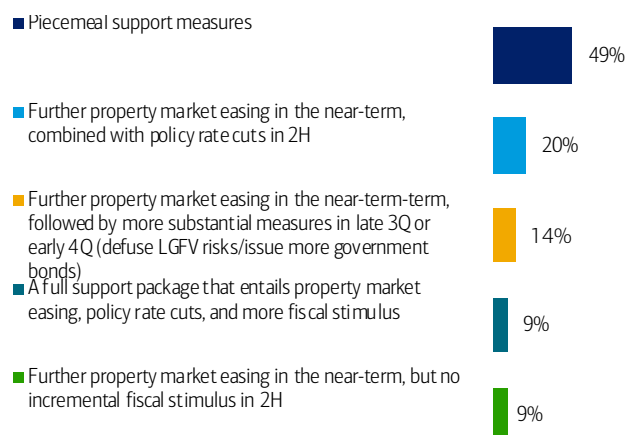 Piecemeal support measures
49%
Further property market easing in the near-term,
combined with policy rate cuts in 2H
20%
Further property market easing in the near-term-term,
followed by more substantial measures in late 3Q or
early 4Q (defuse LGFV risks/issue more government
bonds)
14%
A full support package that entails property market
easing, policy rate cuts, and more fiscal stimulus
9%
Further property market easing in the near-term, but no
incremental fiscal stimulus in 2H
9%